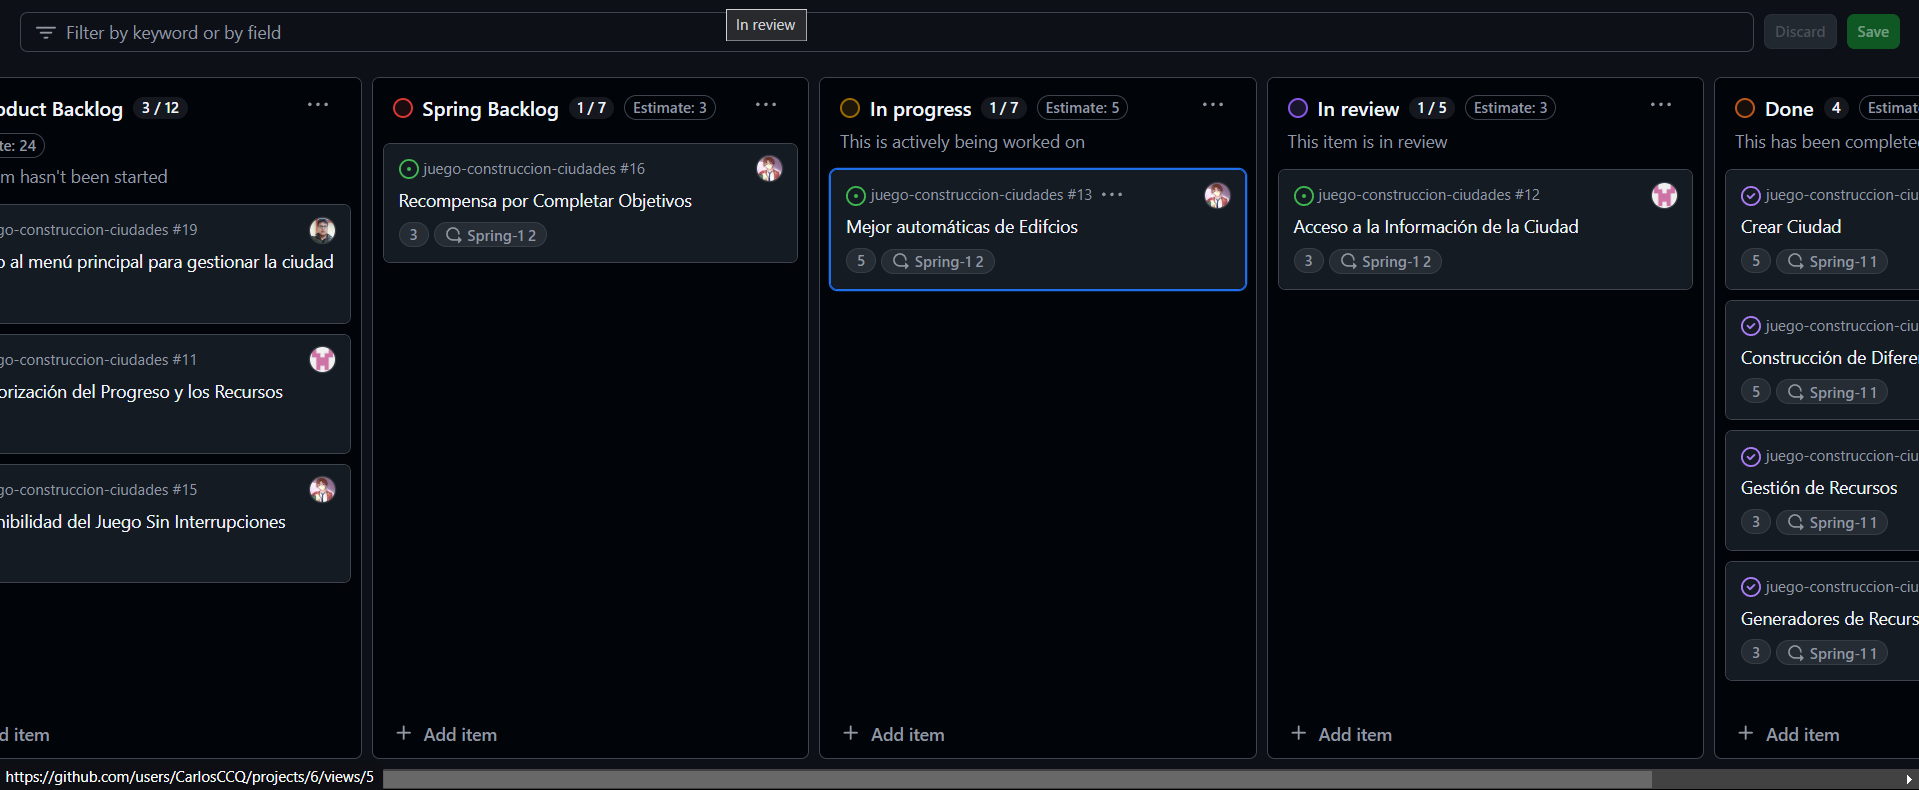 Filter by keyword or by field
In review
Discard
Save
oduct Backlog 3 / 12
te: 24
m hasn't been started
go-construccion-ciudades #19
o al menú principal para gestionar la ciudad
go-construccion-ciudades #11
orización del Progreso y los Recursos
go-construccion-ciudades #15
nibilidad del Juego Sin Interrupciones
d item
Spring Backlog 1 / 7 Estimate: 3
juego-construccion-ciudades #16
Recompensa por Completar Objetivos
3 Spring-1 2
Add item
In progress 1 / 7 Estimate: 5
This is actively being worked on
juego-construccion-ciudades #13
Mejor automáticas de Edifcios
5 Spring-1 2
Add item
In review 1 / 5 Estimate: 3
This item is in review
juego-construccion-ciudades #12
Acceso a la Información de la Ciudad
3 Spring-1 2
Add item
Done 4 Estimat
This has been complete
juego-construccion-ciu
Crear Ciudad
5 Spring-1 1
juego-construccion-ciu
Construcción de Difere
5 Spring-1 1
juego-construccion-ciu
Gestión de Recursos
3 Spring-1 1
juego-construccion-ciu
Generadores de Recurs
3 Spring-1 1
Add item
https://github.com/users/CarlosCCQ/projects/6/views/5